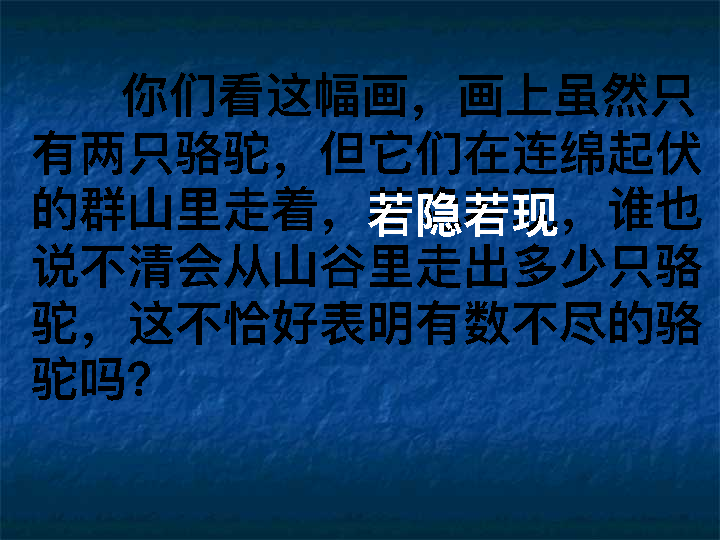 你们看这幅画，画上虽然只
有两只骆驼，但它们在连绵起伏
的群山里走着，若隐若现，谁也
说不清会从山谷里走出多少只骆
驼，这不恰好表明有数不尽的骆
驼吗？